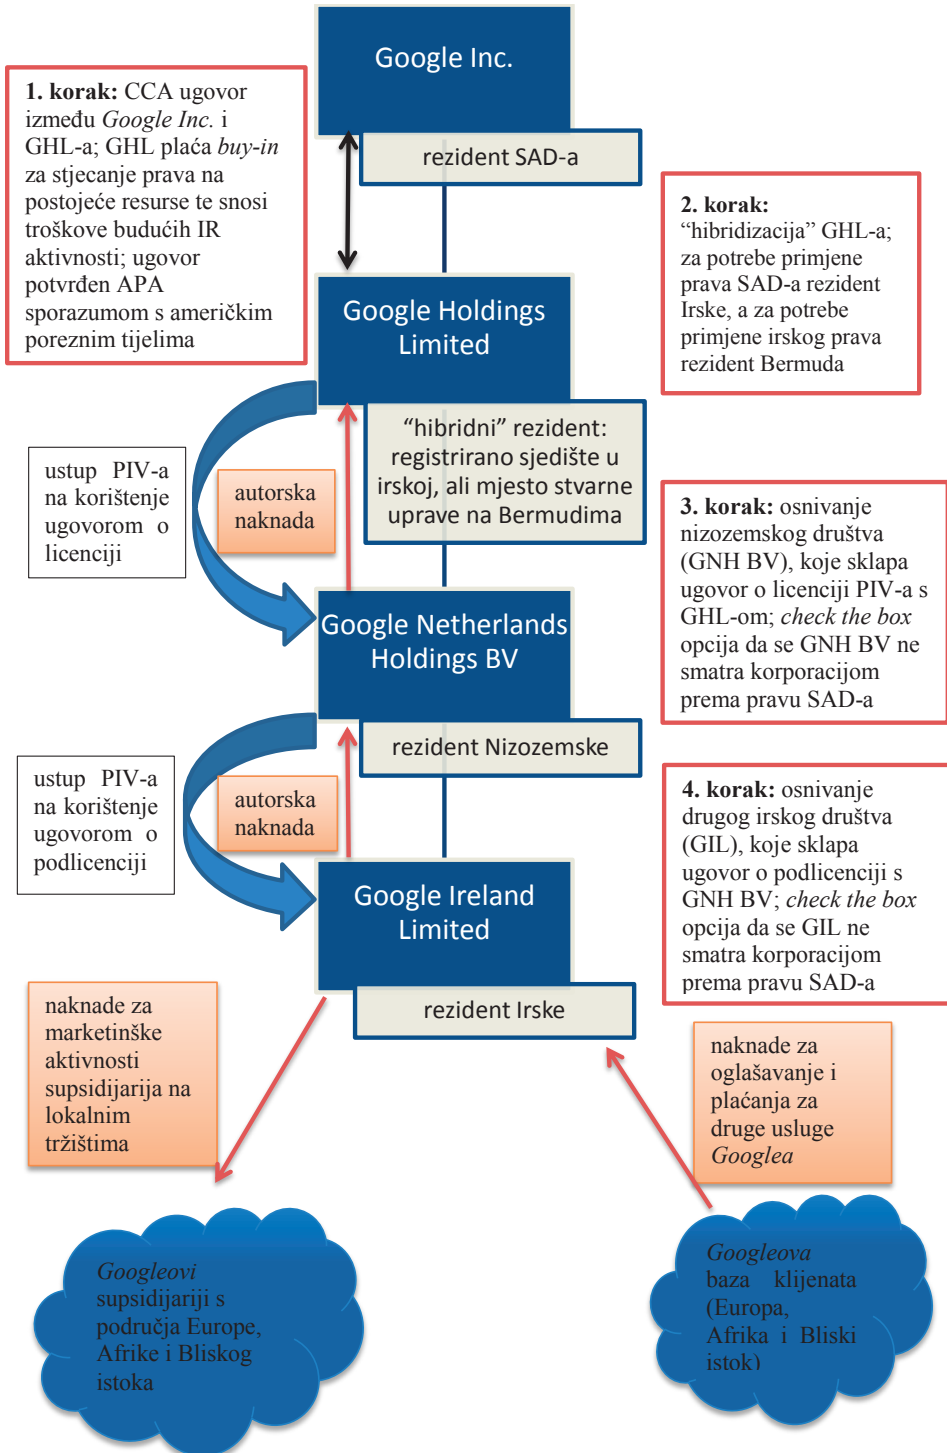 Google Inc.
rezident SAD-a
1. korak: CCA ugovor
između Google Inc. i
GHL-a; GHL plaća buy-in
za stjecanje prava na
postojeće resurse te snosi
troškove budućih IR
aktivnosti; ugovor
potvrđen APA
sporazumom s američkim
poreznim tijelima
2. korak:
“hibridizacija” GHL-a;
za potrebe primjene
prava SAD-a rezident
Irske, a za potrebe
primjene irskog prava
rezident Bermuda
Google Holdings
Limited
“hibridni” rezident:
registrirano sjedište u
irskoj, ali mjesto stvarne
uprave na Bermudima
ustup PIV-a
na korištenje
ugovorom o
licenciji
autorska
naknada
3. korak: osnivanje
nizozemskog društva
(GNH BV), koje sklapa
ugovor o licenciji PIV-a s
GHL-om; check the box
opcija da se GNH BV ne
smatra korporacijom
prema pravu SAD-a
Google Netherlands
Holdings BV
rezident Nizozemske
ustup PIV-a
na korištenje
ugovorom o
podlicenciji
autorska
naknada
4. korak: osnivanje
drugog irskog društva
(GIL), koje sklapa
ugovor o podlicenciji s
GNH BV; check the box
opcija da se GIL ne
smatra korporacijom
prema pravu SAD-a
Google Ireland
Limited
rezident Irske
naknade za
marketinške
aktivnosti
supsidijarija na
lokalnim
tržištima
naknade za
oglašavanje i
plaćanja za
druge usluge
Googlea
Googleovi
supsidijariji s
područja Europe,
Afrike i Bliskog
istoka
Googleova
baza klijenata
(Europa,
Afrika i Bliski
istok)